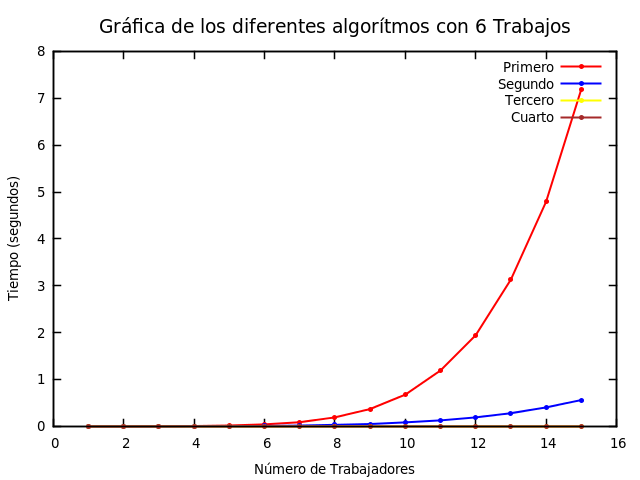 Gráfica de los diferentes algorítmos con 6 Trabajos
Primero
Segundo
Tercero
Cuarto
8
7
6
5
4
3
2
1
0
Tiempo (segundos)
0 2 4 6 8 10 12 14 16
Número de Trabajadores